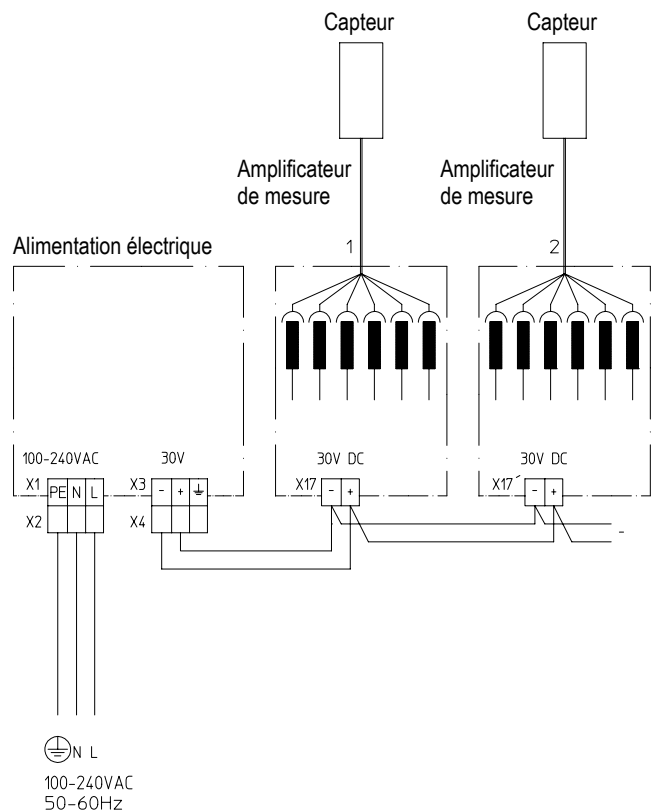 Capteur
Capteur
Amplificateur
de mesure
Amplificateur
de mesure
1
2
Alimentation électrique
100-240VAC
30V
30V DC
30V DC
X1
PE N L
X3
- +
X17
- +
X17´
- +
X2
X4
-
N L
100-240VAC
50-60Hz